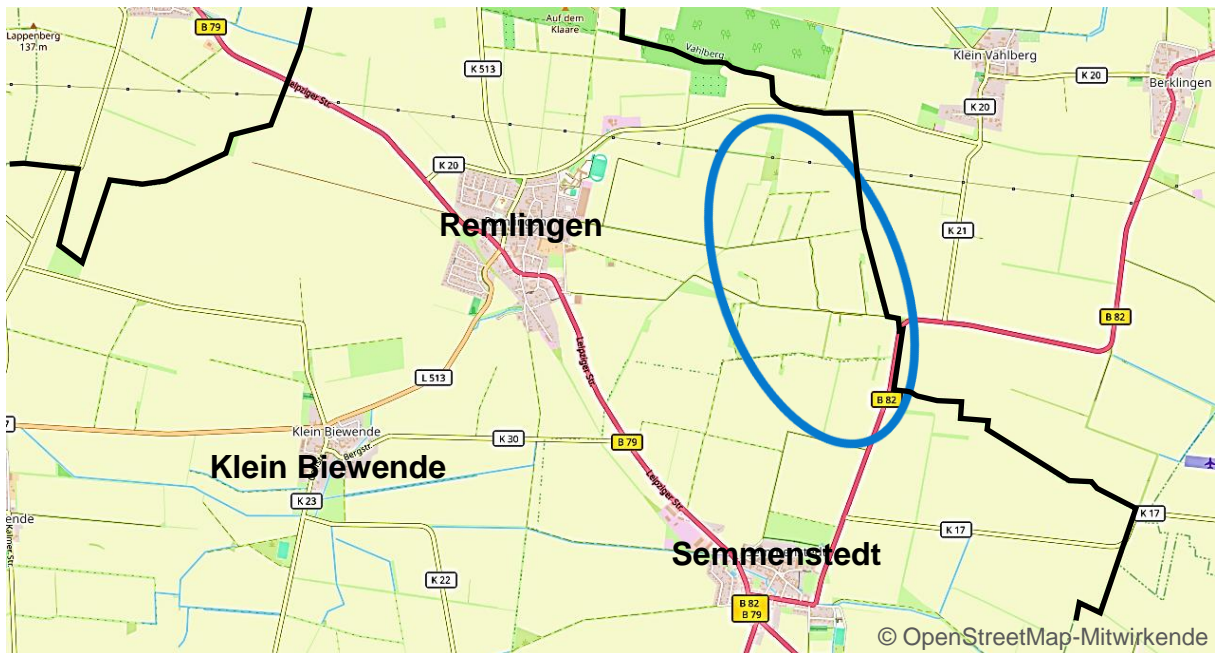 Lappenberg
137 m
B 79
Auf dem
Klaare
K 513
Vahlberg
Klein Vahlberg
K 20
Berklingen
K 20
Leipziger Str.
K 20
Remlingen
K 21
B 82
Leipziger Str.
L 513
B 82
Klein Biewende
Bergstr.
K 30
B 79
Klein Biewende
K 23
Leipziger Str.
K 17
K 17
Kalmer Str.
Semmenstedt
K 22
B 82
B 79
© OpenStreetMap-Mitwirkende